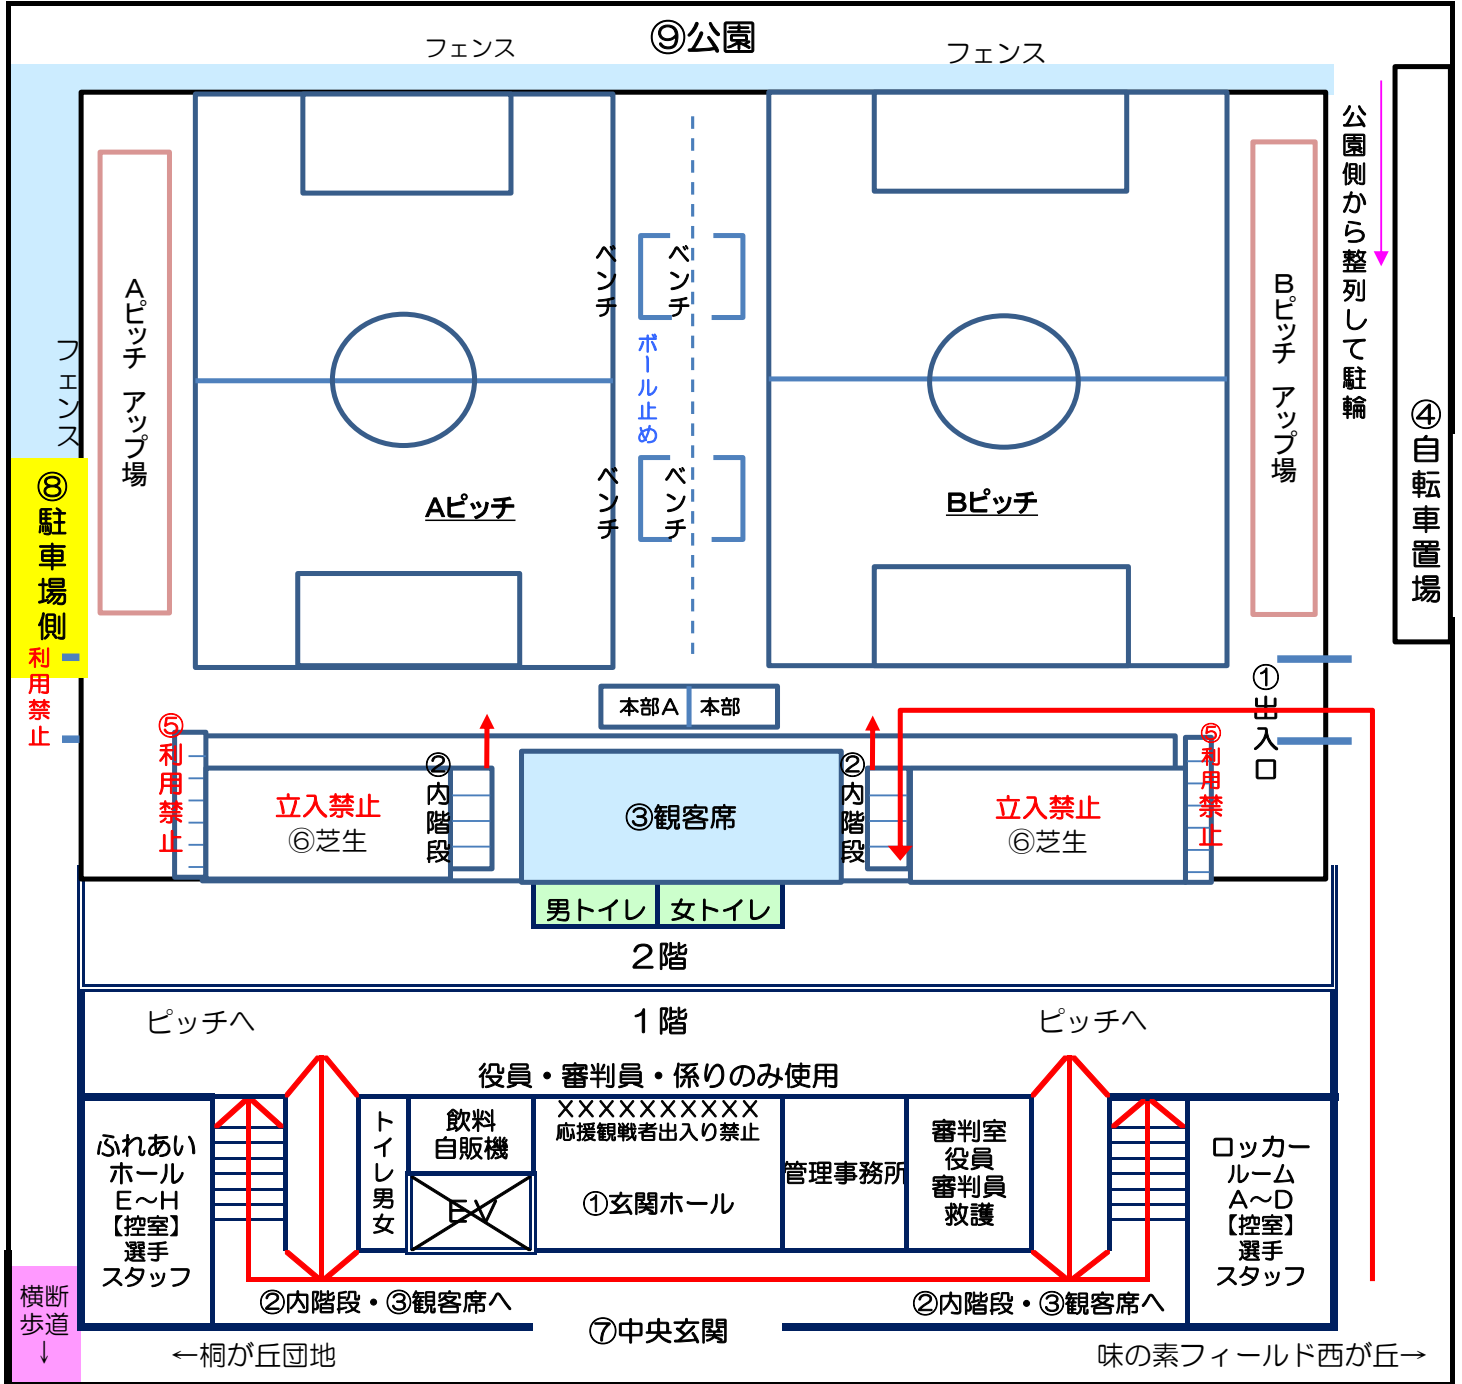 ⑨公園
フェンス
フェンス
公園側から整列して駐輪
④自転車置場
フェンス
Aピッチ アップ場
ベンチ
ベンチ
ボール止め
ベンチ
ベンチ
Aピッチ
Bピッチ
Bピッチ アップ場
⑧駐車場側
利用禁止
①出入口
本部A
本部
⑤利用禁止
立入禁止
⑥芝生
②内階段
③観客席
②内階段
立入禁止
⑥芝生
⑤利用禁止
男トイレ
女トイレ
2階
1階
ピッチへ
ピッチへ
役員・審判員・係りのみ使用
××××××××××
応援観戦者出入り禁止
ふれあい
ホール
E〜H
【控室】
選手
スタッフ
トイレ男女
飲料
自販機
EV
①玄関ホール
管理事務所
審判室
役員
審判員
救護
ロッカー
ルーム
A〜D
【控室】
選手
スタッフ
②内階段・③観客席へ
②内階段・③観客席へ
⑦中央玄関
横断
歩道
↓
←桐が丘団地
味の素フィールド西が丘→